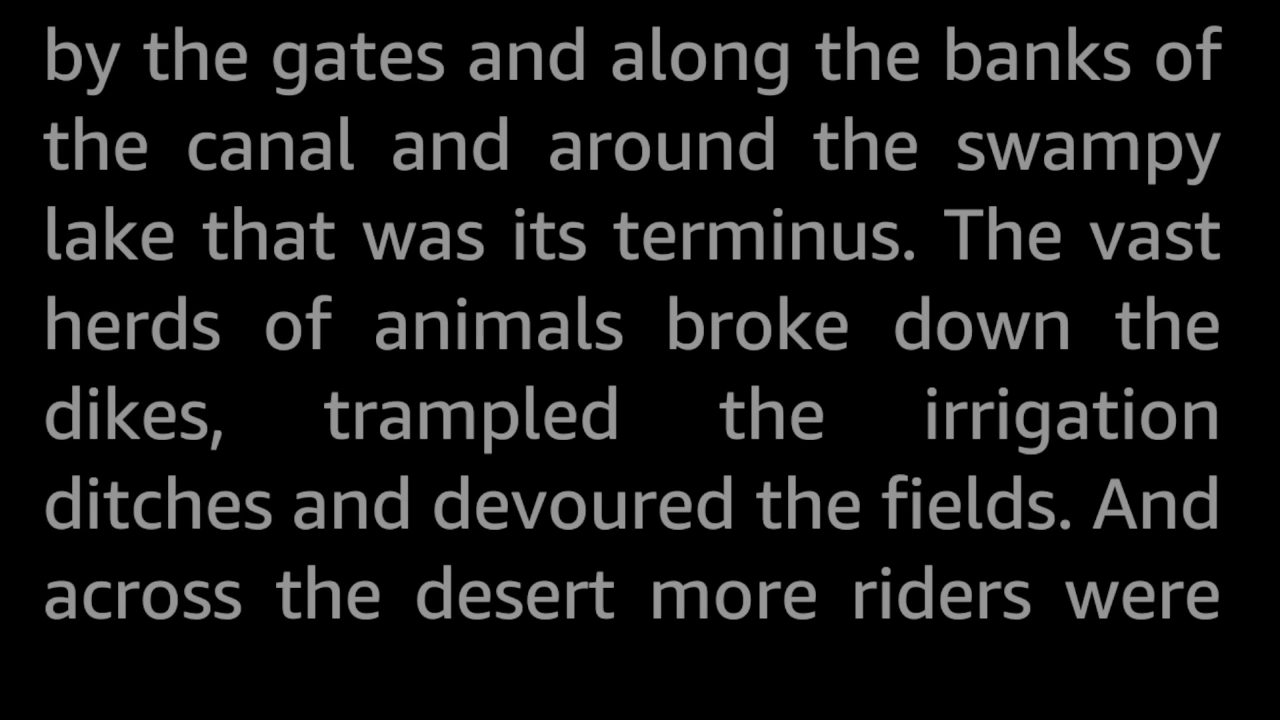 by the gates and along the banks of
the canal and around the swampy
lake that was its terminus. The vast
herds of animals broke down the
dikes, trampled the irrigation
ditches and devoured the fields. And
across the desert more riders were